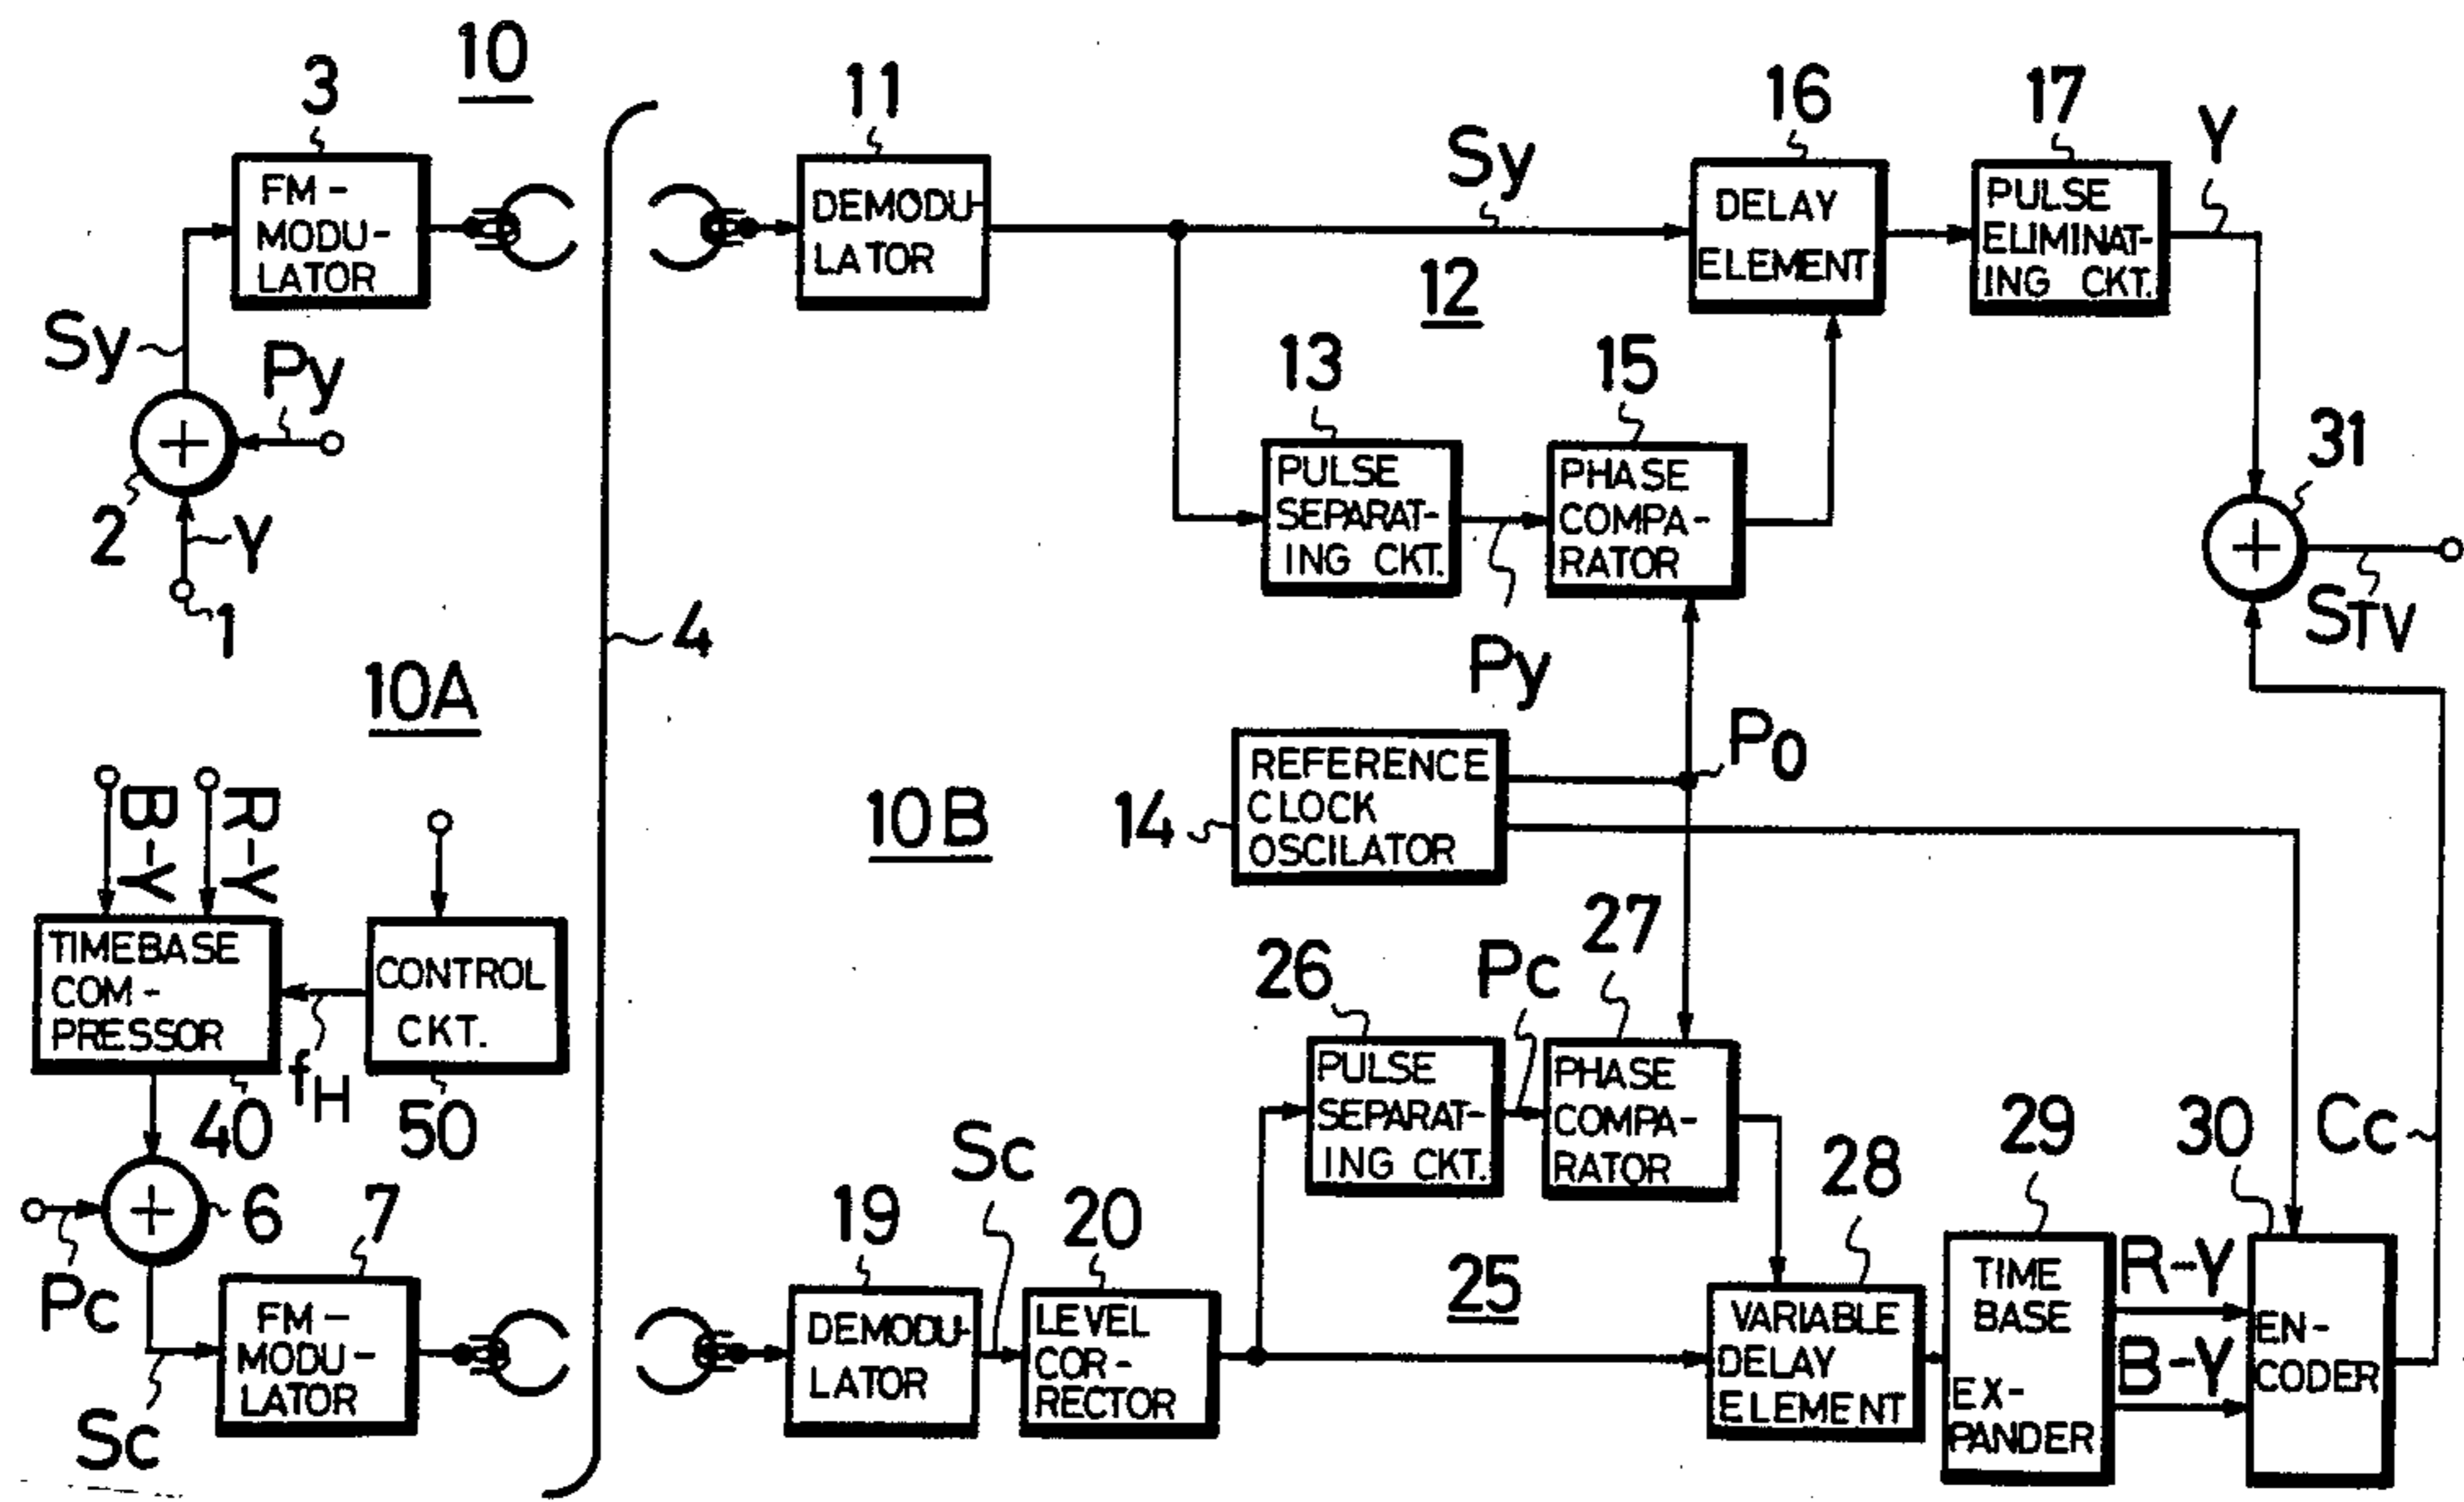 10
3
FM-
MODU-
LATOR
Sy
Py
2
Y
1
10A
4
11
DEMODU-
LATOR
Sy
12
16
DELAY
ELEMENT
17
PULSE
ELIMINAT-
ING CKT.
Y
13
PULSE
SEPARAT-
ING CKT.
Py
15
PHASE
COMPA-
RATOR
31
STV
10B
14
REFERENCE
CLOCK
OSCILATOR
P0
B-Y
R-Y
TIMEBASE
COM-
PRESSOR
40
fH
CONTROL
CKT.
50
6
Pc
Sc
7
FM-
MODU-
LATOR
19
DEMODU-
LATOR
Sc
20
LEVEL
COR-
RECTOR
25
26
PULSE
SEPARAT-
ING CKT.
Pc
27
PHASE
COMPA-
RATOR
28
VARIABLE
DELAY
ELEMENT
29
TIME
BASE
EX-
PANDER
R-Y
B-Y
30
EN-
CODER
Cc